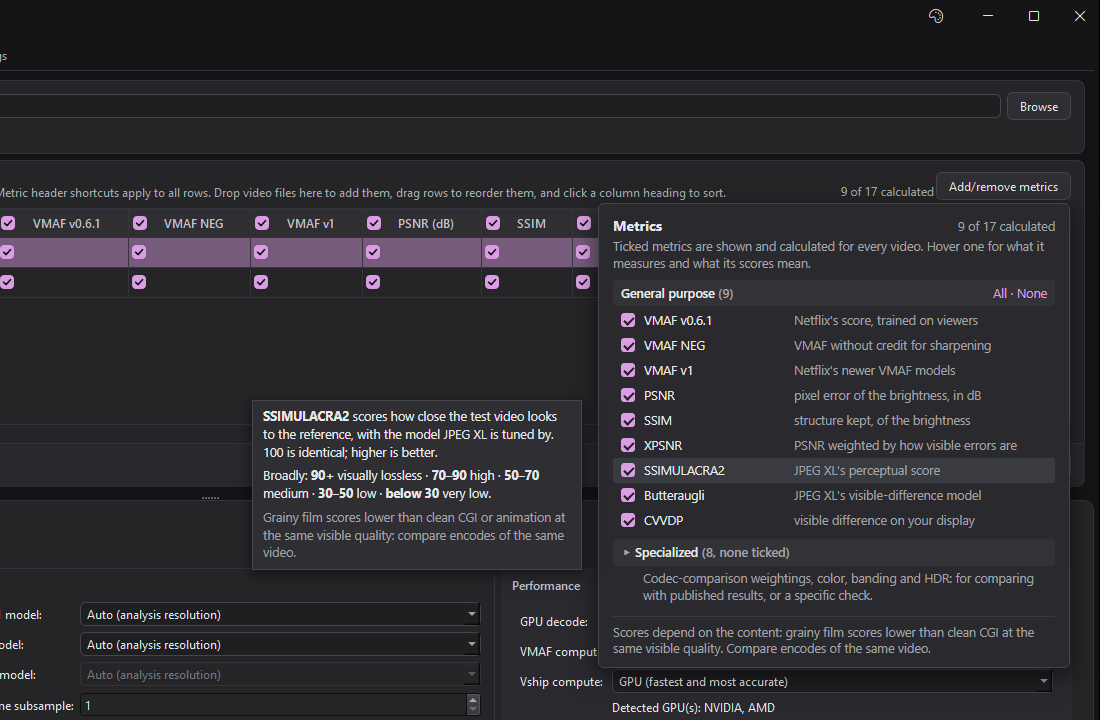 gs
Browse
Metric header shortcuts apply to all rows. Drop video files here to add them, drag rows to reorder them, and click a column heading to sort.
9 of 17 calculated
Add/remove metrics
VMAF v0.6.1
VMAF NEG
VMAF v1
PSNR (dB)
SSIM
Metrics
9 of 17 calculated
Ticked metrics are shown and calculated for every video. Hover one for what it
measures and what its scores mean.
General purpose (9)
All · None
VMAF v0.6.1 Netflix's score, trained on viewers
VMAF NEG VMAF without credit for sharpening
VMAF v1 Netflix's newer VMAF models
PSNR pixel error of the brightness, in dB
SSIM structure kept, of the brightness
XPSNR PSNR weighted by how visible errors are
SSIMULACRA2 JPEG XL's perceptual score
Butteraugli JPEG XL's visible-difference model
CVVDP visible difference on your display
Specialized (8, none ticked)
Codec-comparison weightings, color, banding and HDR: for comparing
with published results, or a specific check.
Scores depend on the content: grainy film scores lower than clean CGI at the
same visible quality. Compare encodes of the same video.
SSIMULACRA2 scores how close the test video looks
to the reference, with the model JPEG XL is tuned by.
100 is identical; higher is better.
Broadly: 90+ visually lossless · 70–90 high · 50–70
medium · 30–50 low · below 30 very low.
Grainy film scores lower than clean CGI or animation at
the same visible quality: compare encodes of the same
video.
model: Auto (analysis resolution)
odel: Auto (analysis resolution)
model: Auto (analysis resolution)
ne subsample: 1
Performance
GPU decode:
VMAF comput
Vship compute: GPU (fastest and most accurate)
Detected GPU(s): NVIDIA, AMD